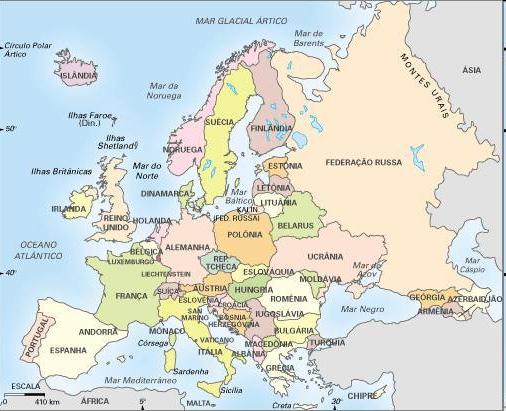 MAR GLACIAL ÁRTICO
Círculo Polar
Ártico
Mar de
Barents
ISLÂNDIA
ÁSIA
MONTES URAIS
Mar da
Noruega
Ilhas Faroe
(Din.)
SUÉCIA
50°
FINLÂNDIA
Ilhas
Shetland
NORUEGA
FEDERAÇÃO RUSSA
Ilhas Britânicas
Mar do
Norte
ESTÔNIA
LETÔNIA
DINAMARCA
Mar
Báltico
LITUÂNIA
IRLANDA
KALIN.
(FED. RUSSA)
REINO
UNIDO
HOLANDA
BELARUS
POLÔNIA
OCEANO
ATLÂNTICO
ALEMANHA
BÉLGICA
LUXEMBURGO
REP.
TCHECA
UCRÂNIA
Mar
Cáspio
40°
LIECHTENSTEIN
ESLOVÁQUIA
Mar de
Azov
MOLDÁVIA
SUÍÇA
ÁUSTRIA
HUNGRIA
FRANÇA
ESLOVÊNIA
ROMÊNIA
GEÓRGIA
AZERBAIDJÃO
CROÁCIA
SAN
MARINO
BÓSNIA
HERZEGOVINA
IUGOSLÁVIA
Mar Negro
ARMÊNIA
PORTUGAL
ANDORRA
MÔNACO
BULGÁRIA
VATICANO
Córsega
MACEDÔNIA
TURQUIA
ESPANHA
ITÁLIA
ALBÂNIA
GRÉCIA
Sardenha
Mar Mediterrâneo
ESCALA
Sicília
CHIPRE
0 410 km
ÁFRICA
5°
MALTA
Creta
30°